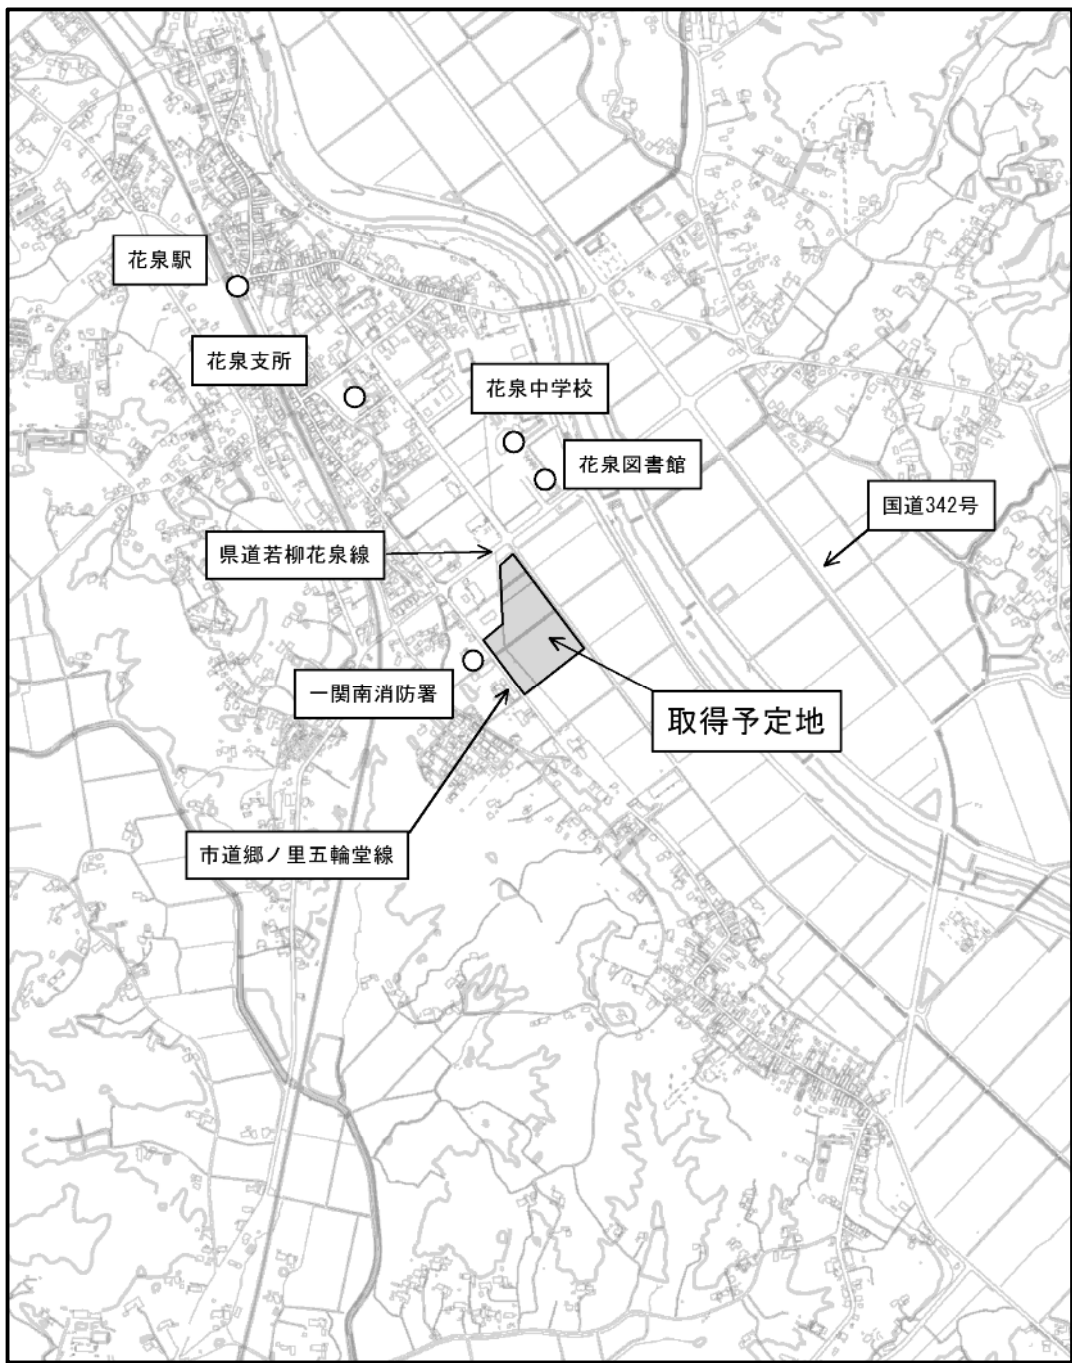 花泉駅
花泉支所
花泉中学校
花泉図書館
国道342号
県道若柳花泉線
一関南消防署
取得予定地
市道郷ノ里五輪堂線